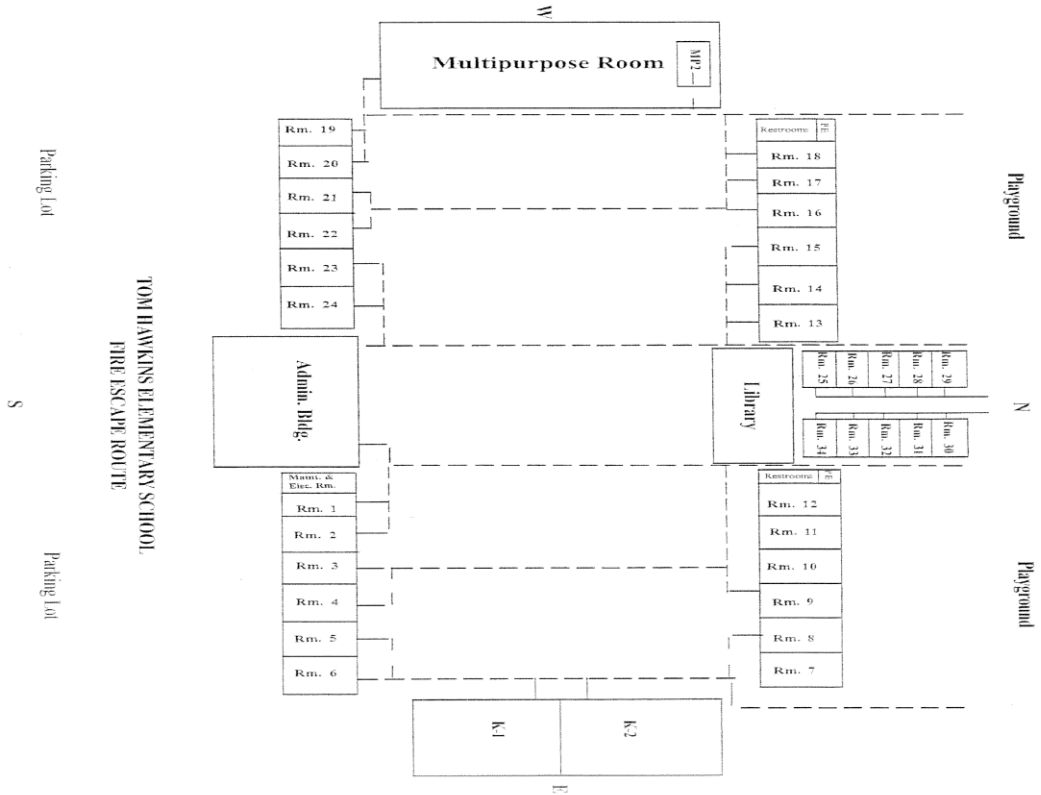 W
Multipurpose Room
MP2
Rm. 19
Rm. 20
Rm. 21
Rm. 22
Rm. 23
Rm. 24
Restrooms
Rm. 18
Rm. 17
Rm. 16
Rm. 15
Rm. 14
Rm. 13
Parking Lot
Playground
Admin. Bldg.
Library
Rm. 25
Rm. 26
Rm. 27
Rm. 28
Rm. 29
Rm. 34
Rm. 33
Rm. 32
Rm. 31
Rm. 30
N
S
TOM HAWKINS ELEMENTARY SCHOOL
FIRE ESCAPE ROUTE
Maint. &
Elec. Rm.
Rm. 1
Rm. 2
Rm. 3
Rm. 4
Rm. 5
Rm. 6
Restrooms
Rm. 12
Rm. 11
Rm. 10
Rm. 9
Rm. 8
Rm. 7
Parking Lot
Playground
K-1
K-2
E